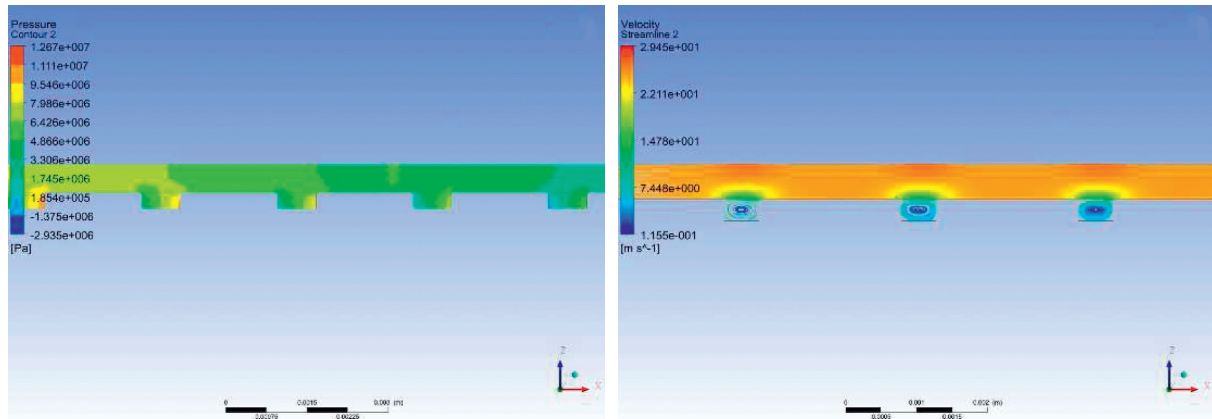 Pressure
Contour 2
1.267e+007
1.111e+007
9.546e+006
7.986e+006
6.426e+006
4.866e+006
3.306e+006
1.745e+006
1.854e+005
-1.375e+006
-2.935e+006
[Pa]
Z
X
0 0.0015 0.003 (m)
0.00075 0.00225
Velocity
Streamline 2
2.945e+001
2.211e+001
1.478e+001
7.448e+000
1.155e-001
[m s^-1]
Z
X
0 0.001 0.002 (m)
0.0005 0.0015